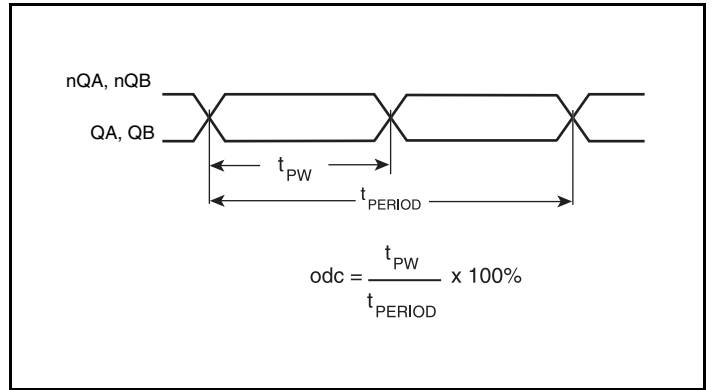 nQA, nQB
QA, QB
tPW
tPERIOD
odc = tPW / tPERIOD x 100%